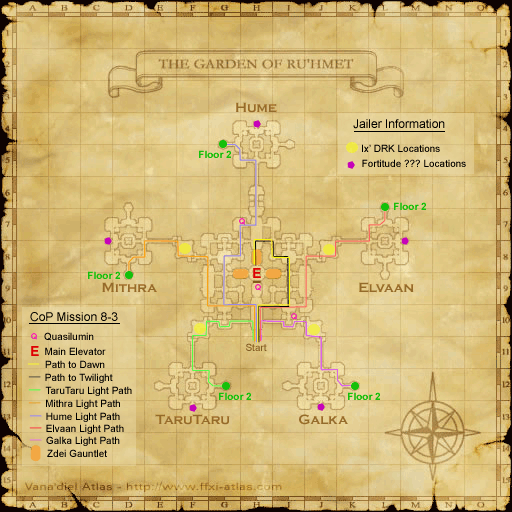 A B C D E F G H I J K L M N O
THE GARDEN OF RU'HMET
HUME
Jailer Information
Ix' DRK Locations
Fortitude ??? Locations
Floor 2
Floor 2
Floor 2
MITHRA
E
ELVAAN
CoP Mission 8-3
Quasilumin
E Main Elevator
Path to Dawn
Path to Twilight
TaruTaru Light Path
Mithra Light Path
Hume Light Path
Elvaan Light Path
Galka Light Path
Zdei Gauntlet
Start
Floor 2
Floor 2
TARUTARU
GALKA
Vana'diel Atlas - http://www.ffxi-atlas.com